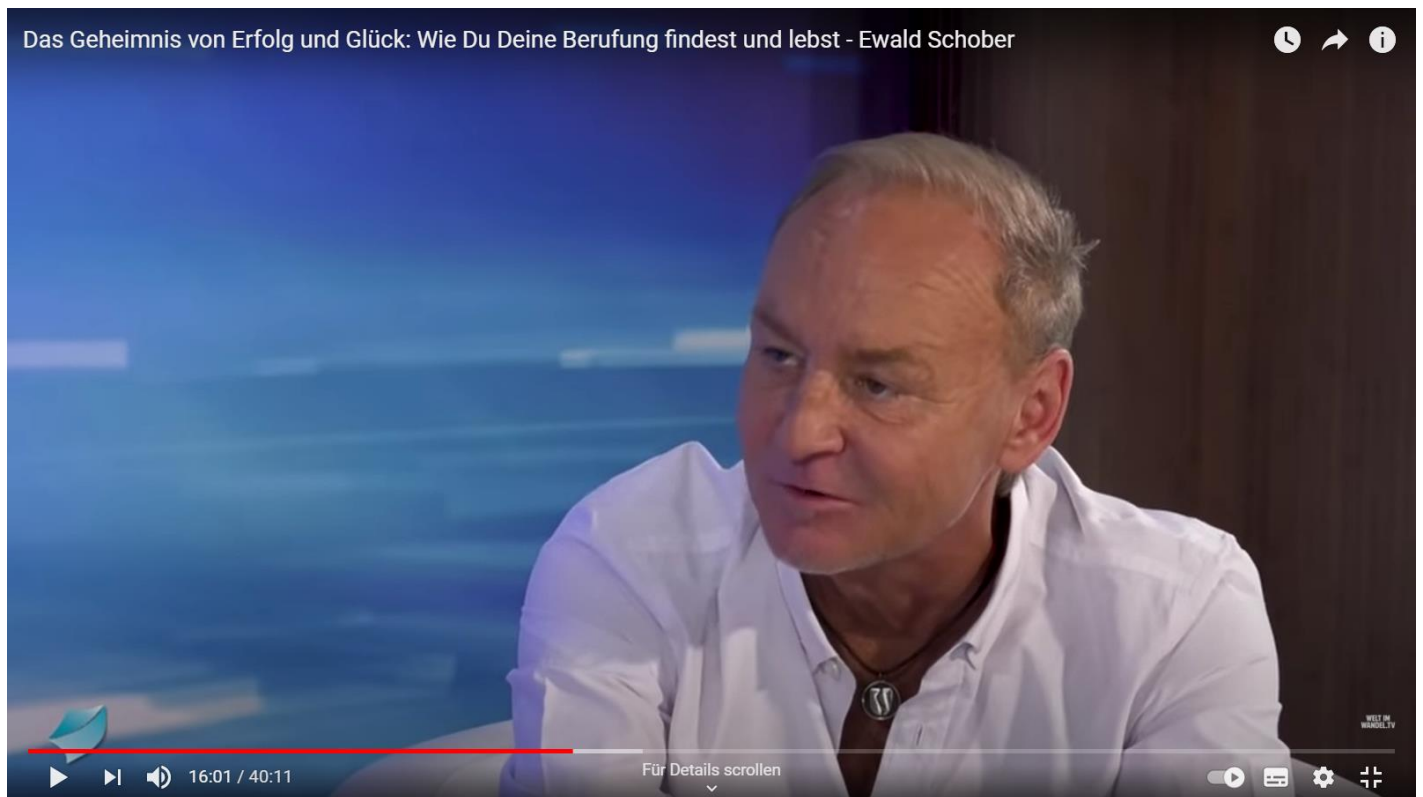 Das Geheimnis von Erfolg und Glück: Wie Du Deine Berufung findest und lebst - Ewald Schober
WELT IM
WANDEL.TV
16:01 / 40:11
Für Details scrollen